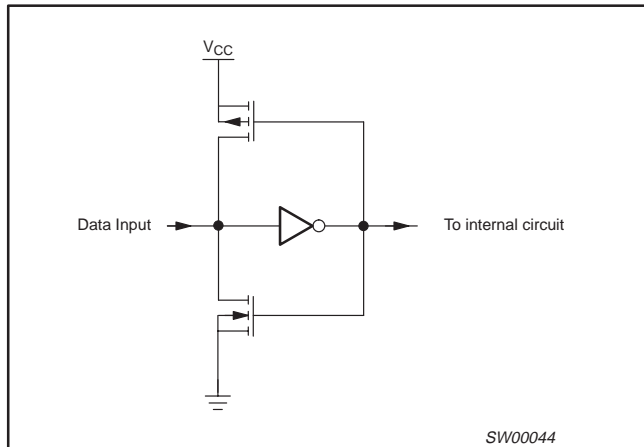 VCC
Data Input
To internal circuit
SW00044